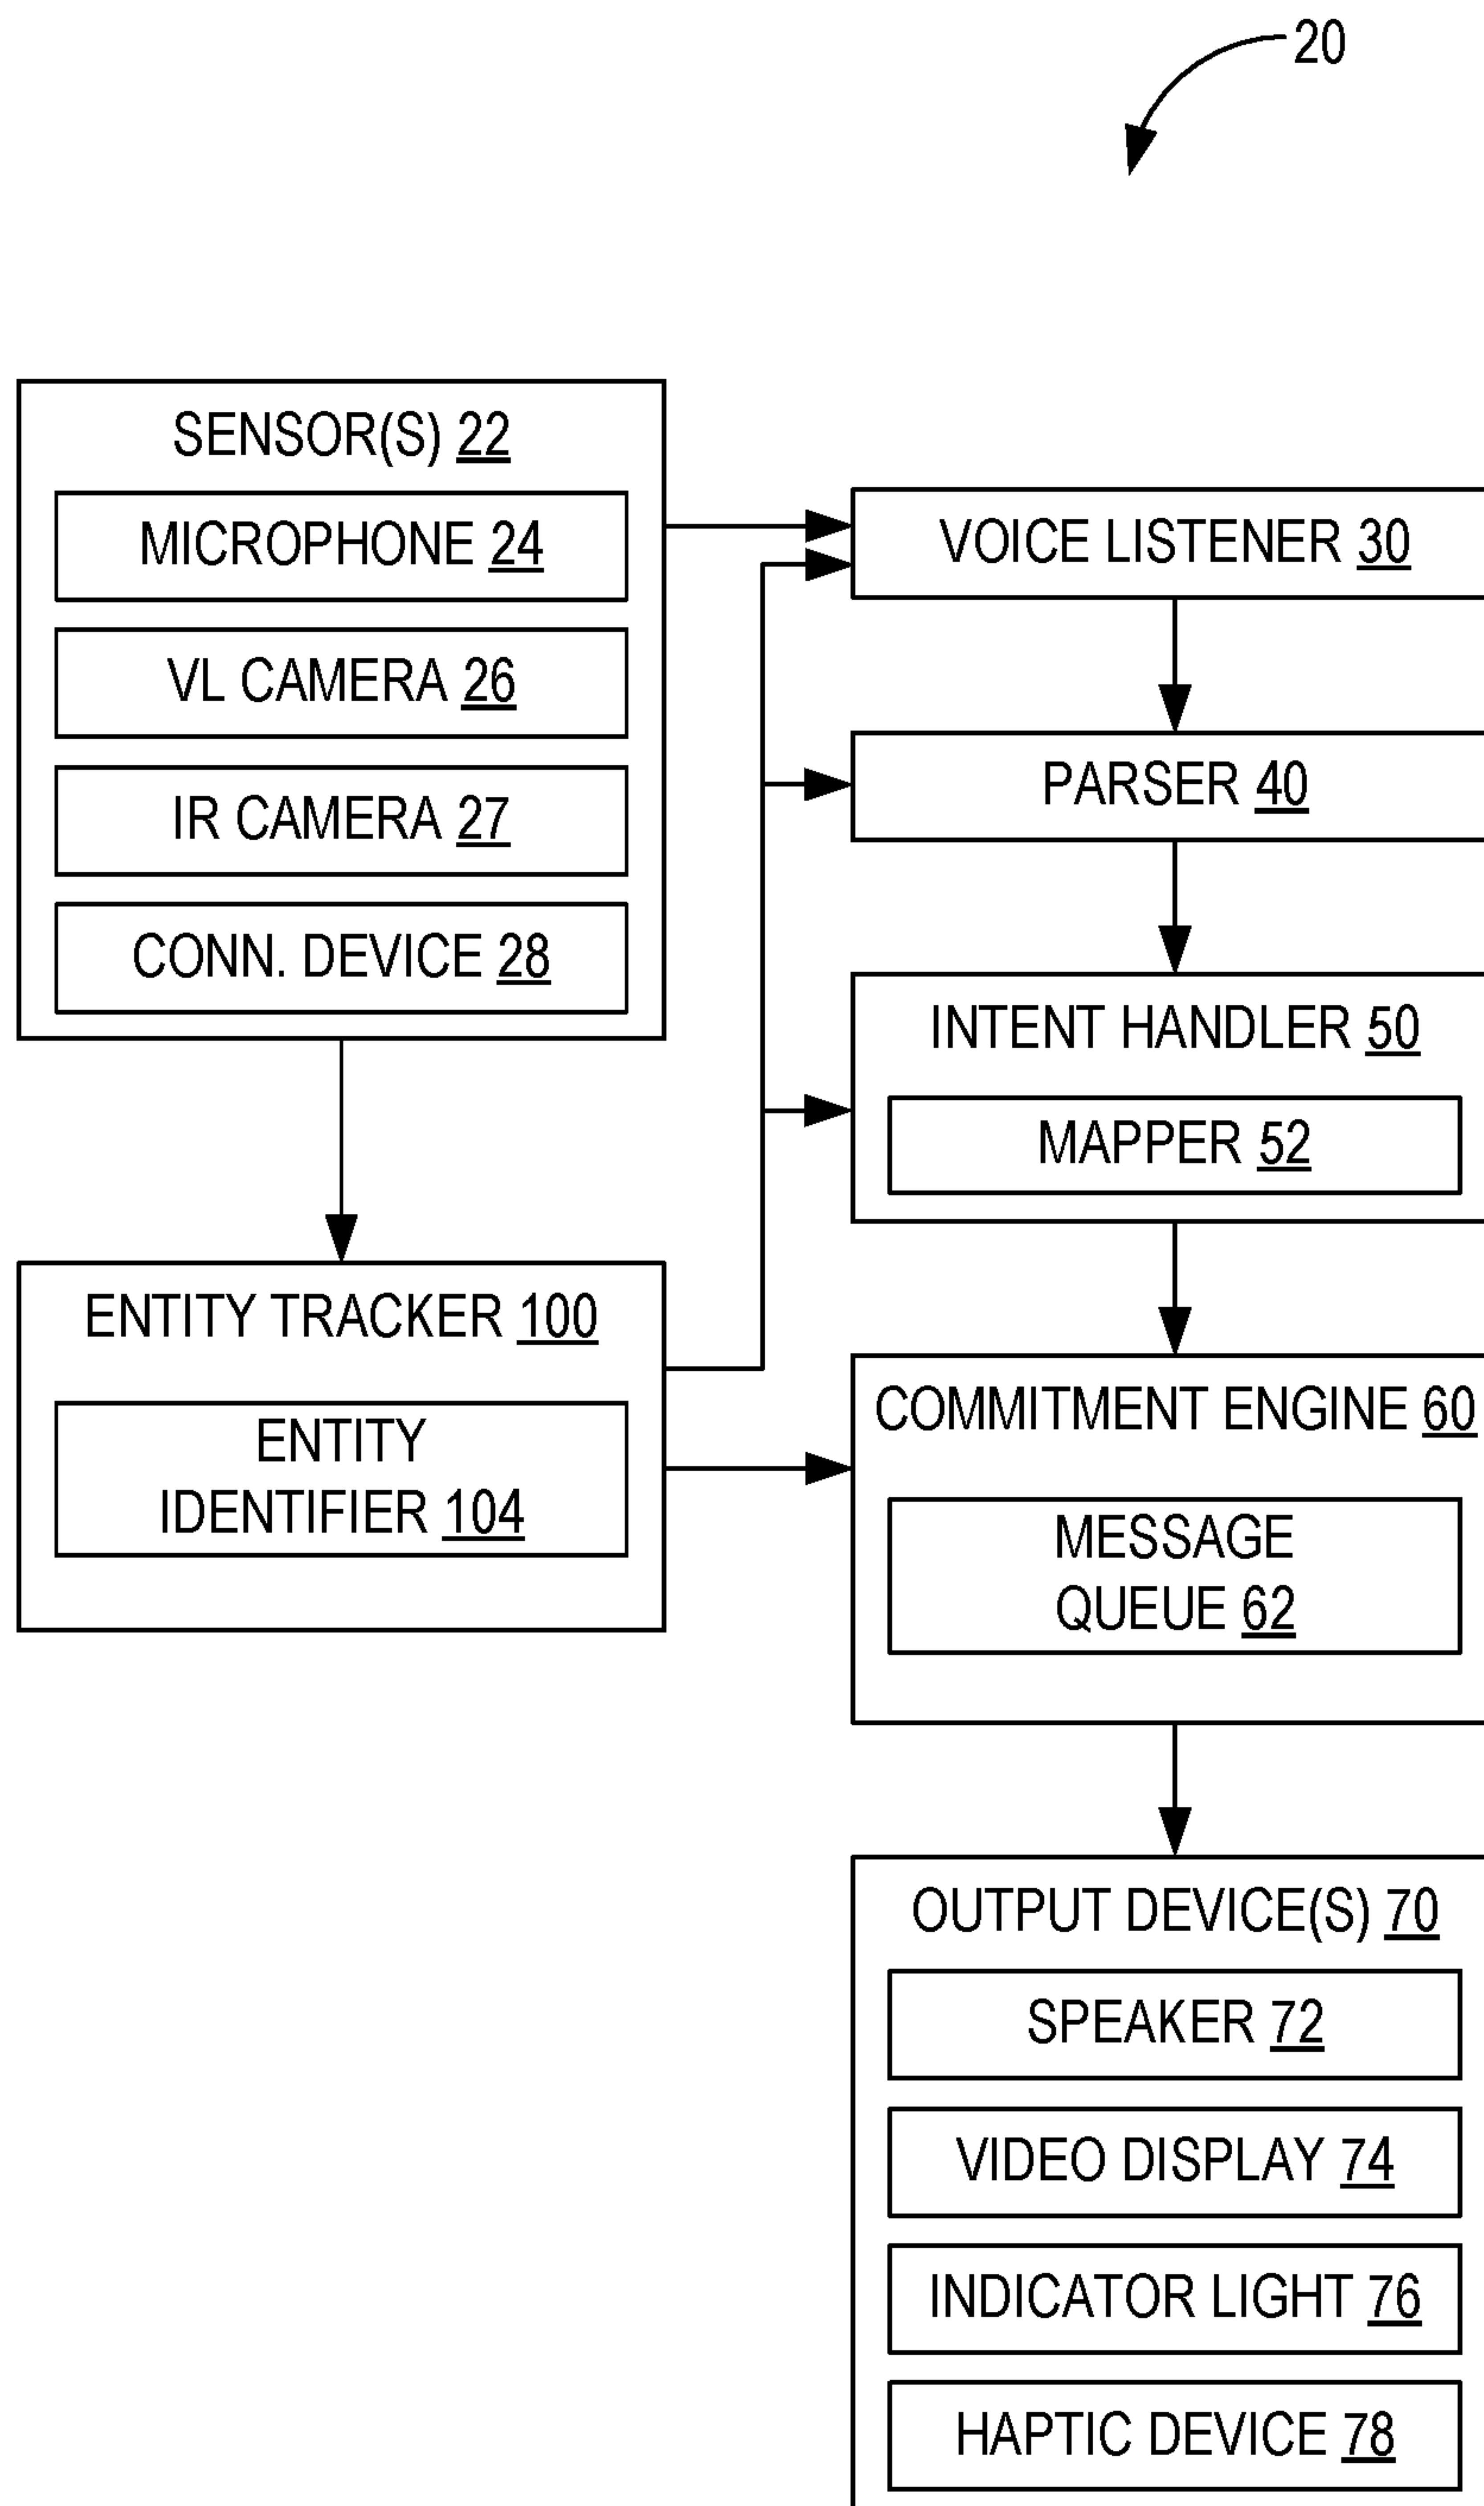 20
SENSOR(S) 22
MICROPHONE 24
VL CAMERA 26
IR CAMERA 27
CONN. DEVICE 28
ENTITY TRACKER 100
ENTITY
IDENTIFIER 104
VOICE LISTENER 30
PARSER 40
INTENT HANDLER 50
MAPPER 52
COMMITMENT ENGINE 60
MESSAGE
QUEUE 62
OUTPUT DEVICE(S) 70
SPEAKER 72
VIDEO DISPLAY 74
INDICATOR LIGHT 76
HAPTIC DEVICE 78